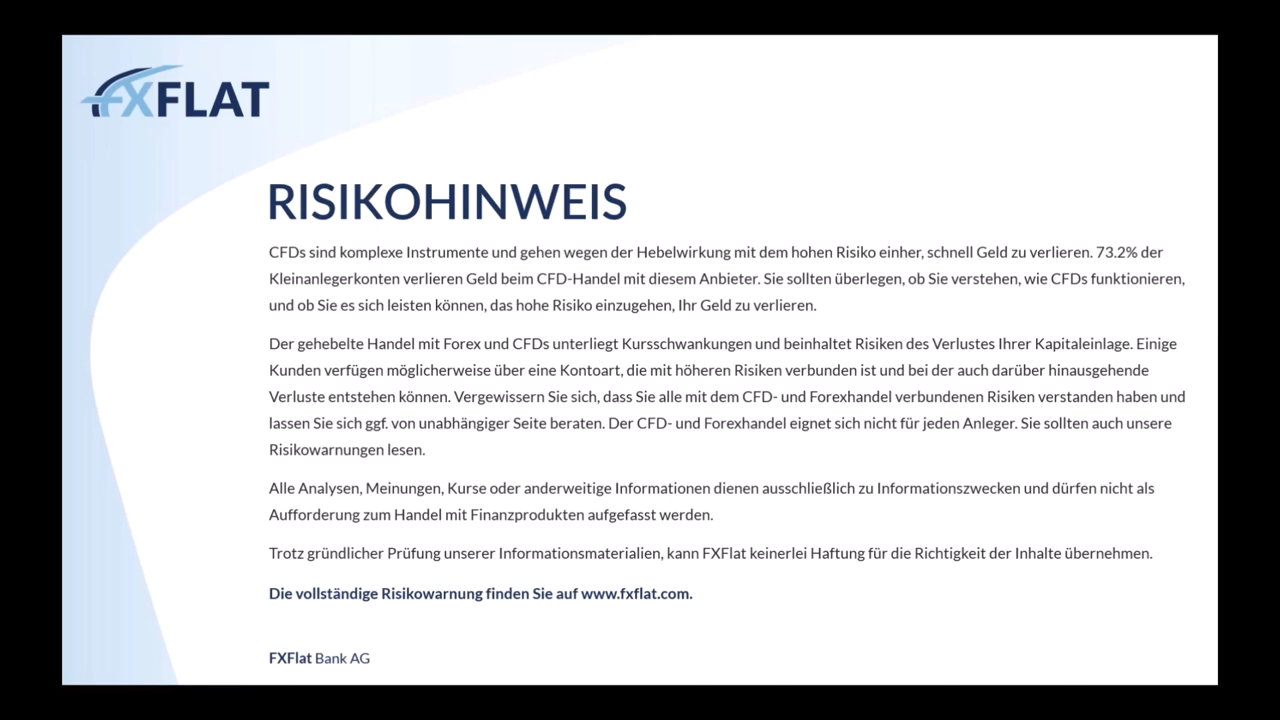 FXFLAT
RISIKOHINWEIS
CFDs sind komplexe Instrumente und gehen wegen der Hebelwirkung mit dem hohen Risiko einher, schnell Geld zu verlieren. 73.2% der
Kleinanlegerkonten verlieren Geld beim CFD-Handel mit diesem Anbieter. Sie sollten überlegen, ob Sie verstehen, wie CFDs funktionieren,
und ob Sie es sich leisten können, das hohe Risiko einzugehen, Ihr Geld zu verlieren.
Der gehebelte Handel mit Forex und CFDs unterliegt Kursschwankungen und beinhaltet Risiken des Verlustes Ihrer Kapitaleinlage. Einige
Kunden verfügen möglicherweise über eine Kontoart, die mit höheren Risiken verbunden ist und bei der auch darüber hinausgehende
Verluste entstehen können. Vergewissern Sie sich, dass Sie alle mit dem CFD- und Forexhandel verbundenen Risiken verstanden haben und
lassen Sie sich ggf. von unabhängiger Seite beraten. Der CFD- und Forexhandel eignet sich nicht für jeden Anleger. Sie sollten auch unsere
Risikowarnungen lesen.
Alle Analysen, Meinungen, Kurse oder anderweitige Informationen dienen ausschließlich zu Informationszwecken und dürfen nicht als
Aufforderung zum Handel mit Finanzprodukten aufgefasst werden.
Trotz gründlicher Prüfung unserer Informationsmaterialien, kann FXFlat keinerlei Haftung für die Richtigkeit der Inhalte übernehmen.
Die vollständige Risikowarnung finden Sie auf www.fxflat.com.
FXFlat Bank AG